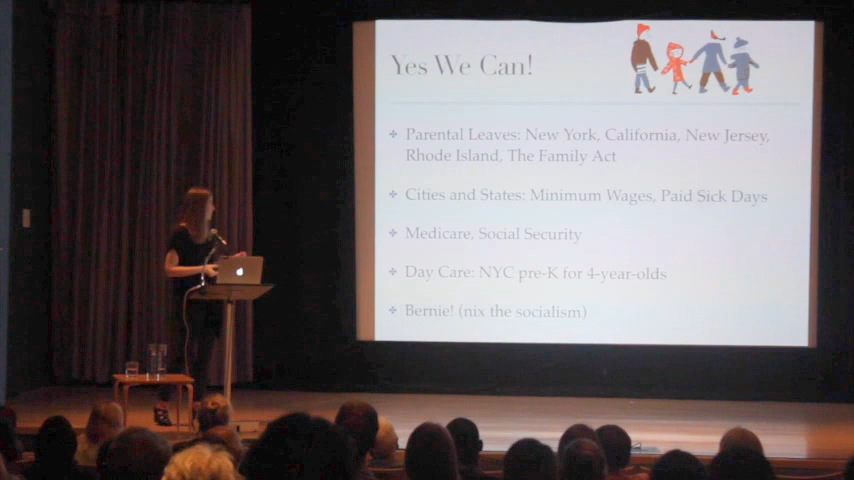 Yes We Can!
Parental Leaves: New York, California, New Jersey,
Rhode Island, The Family Act
Cities and States: Minimum Wages, Paid Sick Days
Medicare, Social Security
Day Care: NYC pre-K for 4-year-olds
Bernie! (nix the socialism)